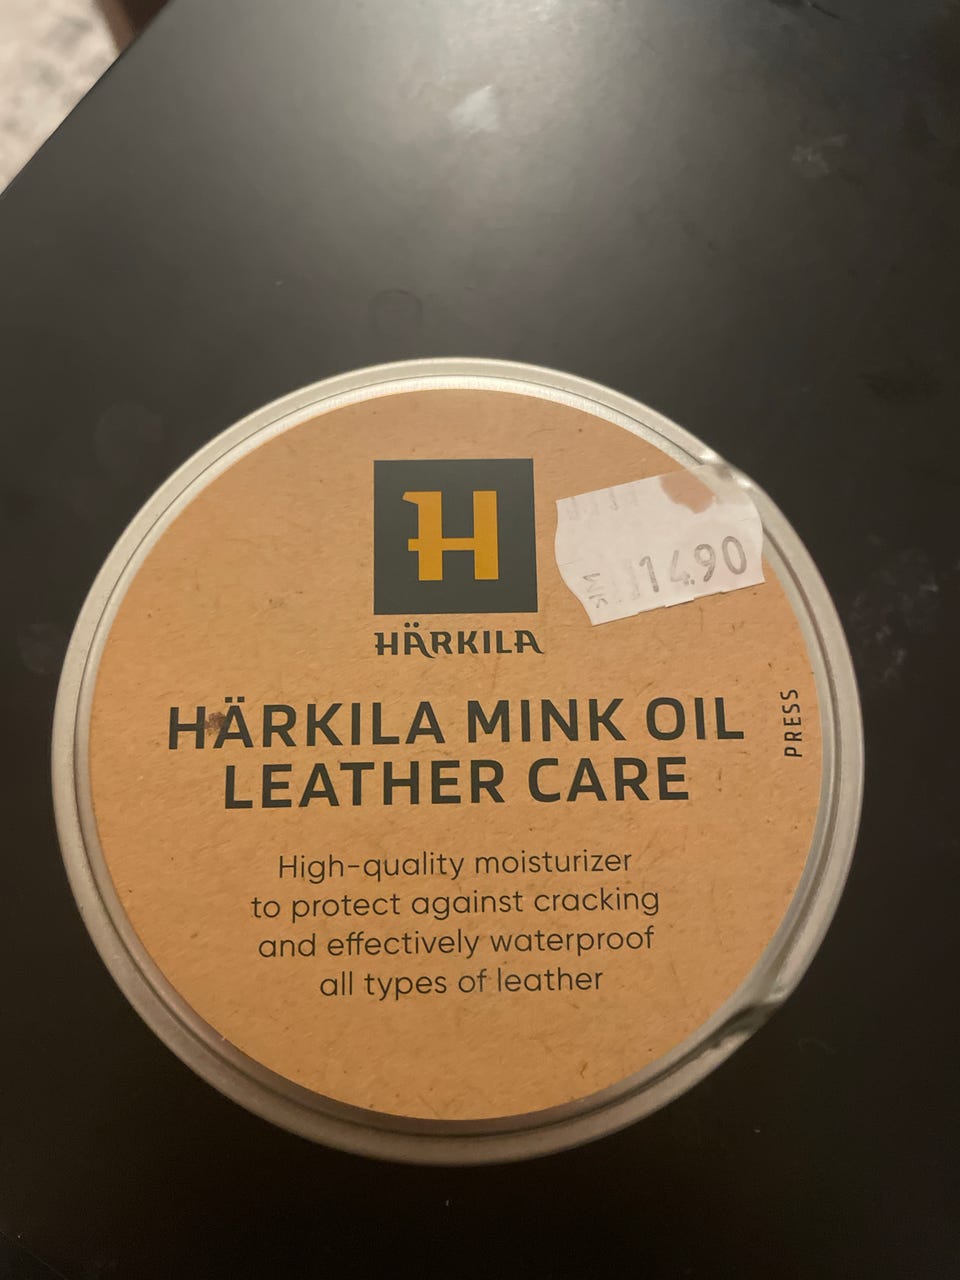 14.90
HÄRKILA
HÄRKILA MINK OIL
LEATHER CARE
PRESS
High-quality moisturizer
to protect against cracking
and effectively waterproof
all types of leather